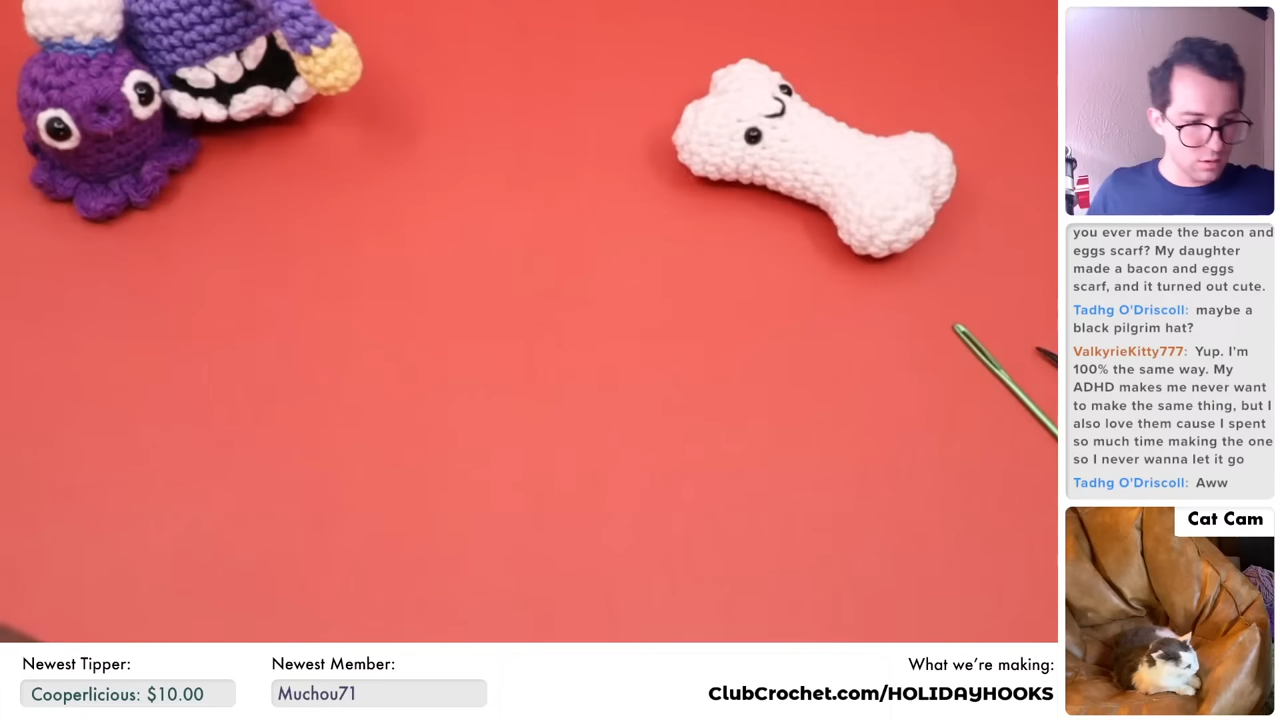 you ever made the bacon and
eggs scarf? My daughter
made a bacon and eggs
scarf, and it turned out cute.
Tadhg O'Driscoll: maybe a
black pilgrim hat?
ValkyrieKitty777: Yup. I'm
100% the same way. My
ADHD makes me never want
to make the same thing, but I
also love them cause I spent
so much time making the one
so I never wanna let it go
Tadhg O'Driscoll: Aww
Cat Cam
Newest Tipper:
Cooperlicious: $10.00
Newest Member:
Muchou71
What we're making:
ClubCrochet.com/HOLIDAYHOOKS